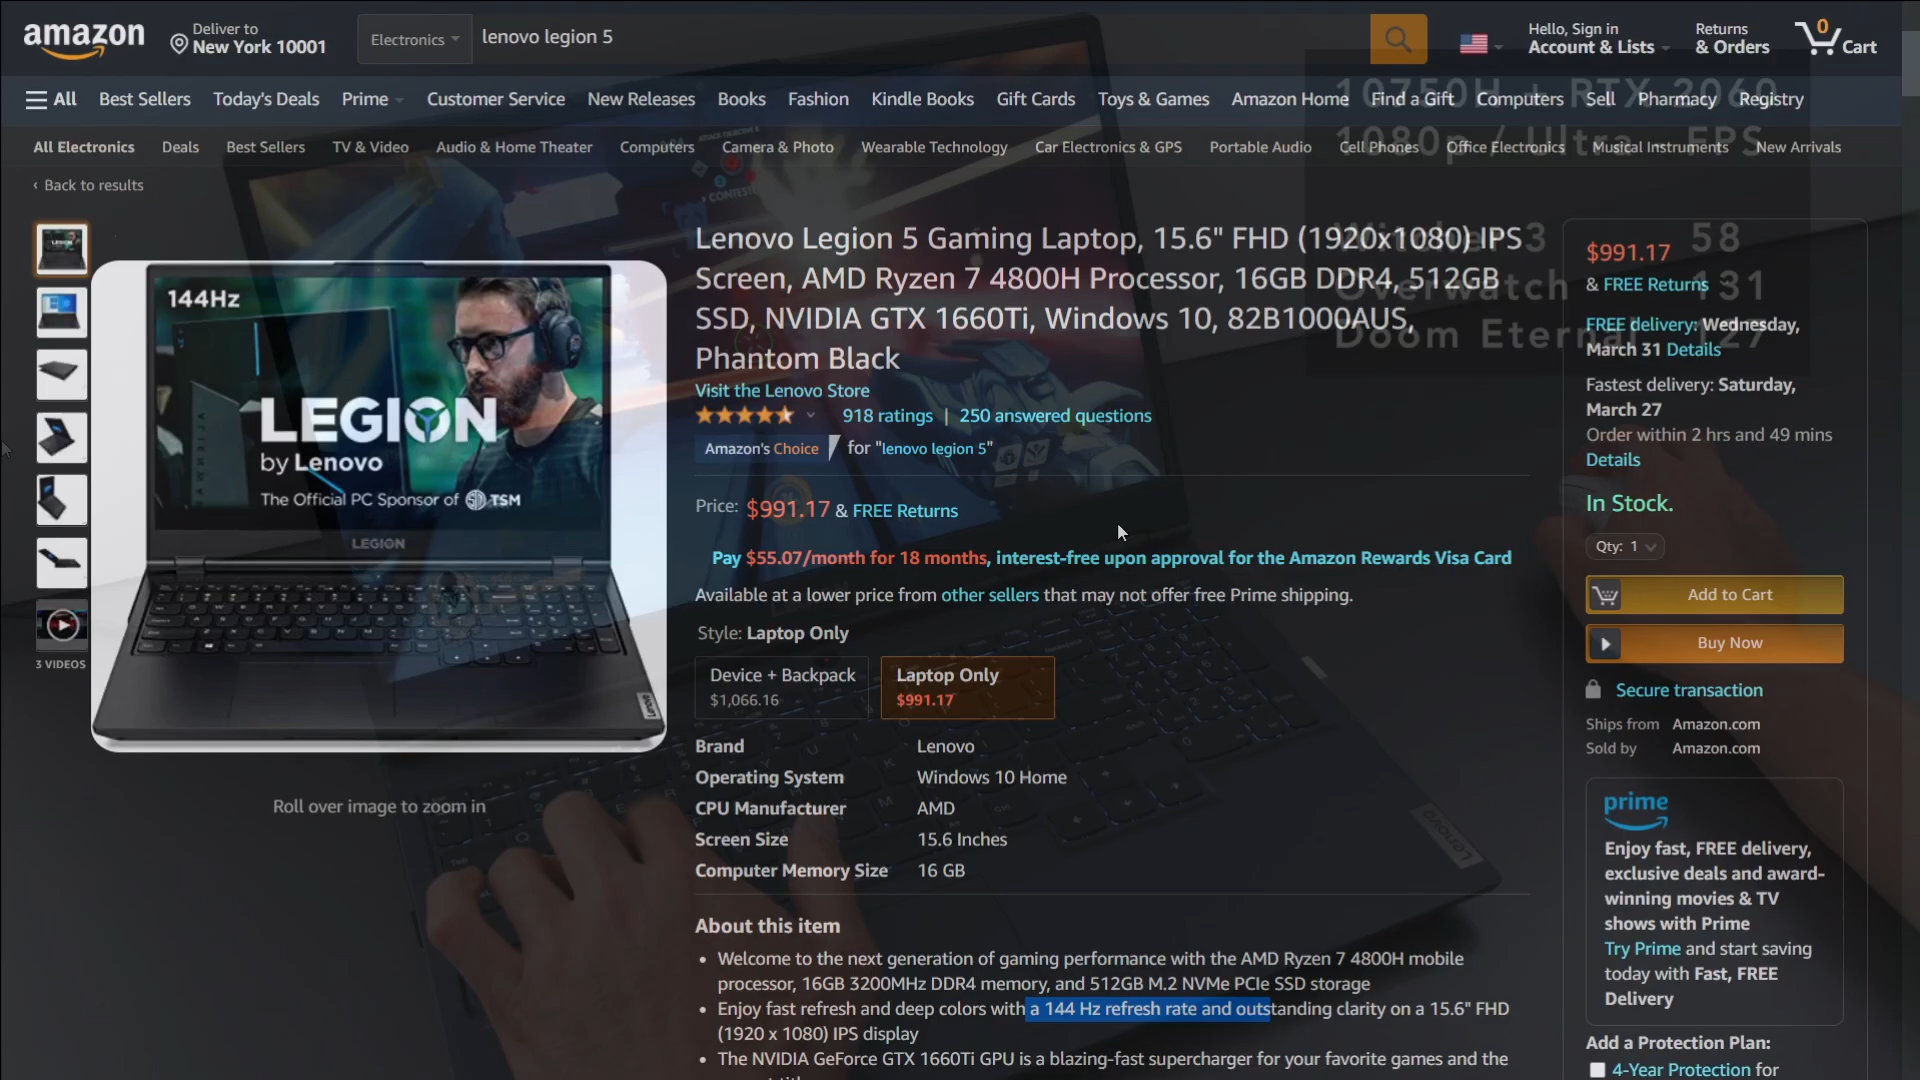 amazon
Deliver to
New York 10001
Electronics
lenovo legion 5
Hello, Sign in
Account & Lists
Returns
& Orders
0
Cart
All
Best Sellers
Today's Deals
Prime
Customer Service
New Releases
Books
Fashion
Kindle Books
Gift Cards
Toys & Games
Amazon Home
Find a Gift
Computers
Sell
Pharmacy
Registry
10750H + RTX 2060
1080p / Ultra - FPS
All Electronics
Deals
Best Sellers
TV & Video
Audio & Home Theater
Computers
Camera & Photo
Wearable Technology
Car Electronics & GPS
Portable Audio
Cell Phones
Office Electronics
Musical Instruments
New Arrivals
‹ Back to results
144Hz
LEGION
by Lenovo
The Official PC Sponsor of TSM
LEGION
Lenovo
3 VIDEOS
Roll over image to zoom in
Lenovo Legion 5 Gaming Laptop, 15.6" FHD (1920x1080) IPS
Screen, AMD Ryzen 7 4800H Processor, 16GB DDR4, 512GB
SSD, NVIDIA GTX 1660Ti, Windows 10, 82B1000AUS,
Phantom Black
Witcher 3 58
Overwatch 131
Doom Eternal 127
Visit the Lenovo Store
918 ratings | 250 answered questions
Amazon's Choice for "lenovo legion 5"
Price: $991.17 & FREE Returns
Pay $55.07/month for 18 months, interest-free upon approval for the Amazon Rewards Visa Card
Available at a lower price from other sellers that may not offer free Prime shipping.
Style: Laptop Only
Device + Backpack
$1,066.16
Laptop Only
$991.17
Brand Lenovo
Operating System Windows 10 Home
CPU Manufacturer AMD
Screen Size 15.6 Inches
Computer Memory Size 16 GB
About this item
• Welcome to the next generation of gaming performance with the AMD Ryzen 7 4800H mobile
processor, 16GB 3200MHz DDR4 memory, and 512GB M.2 NVMe PCIe SSD storage
• Enjoy fast refresh and deep colors with a 144 Hz refresh rate and outstanding clarity on a 15.6" FHD
(1920 x 1080) IPS display
• The NVIDIA GeForce GTX 1660Ti GPU is a blazing-fast supercharger for your favorite games and the
$991.17
& FREE Returns
FREE delivery: Wednesday,
March 31 Details
Fastest delivery: Saturday,
March 27
Order within 2 hrs and 49 mins
Details
In Stock.
Qty: 1
Add to Cart
Buy Now
Secure transaction
Ships from Amazon.com
Sold by Amazon.com
prime
Enjoy fast, FREE delivery,
exclusive deals and award-
winning movies & TV
shows with Prime
Try Prime and start saving
today with Fast, FREE
Delivery
Add a Protection Plan:
4-Year Protection for
Lenovo